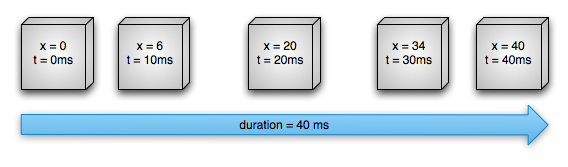 x = 0
t = 0ms
x = 6
t = 10ms
x = 20
t = 20ms
x = 34
t = 30ms
x = 40
t = 40ms
duration = 40 ms